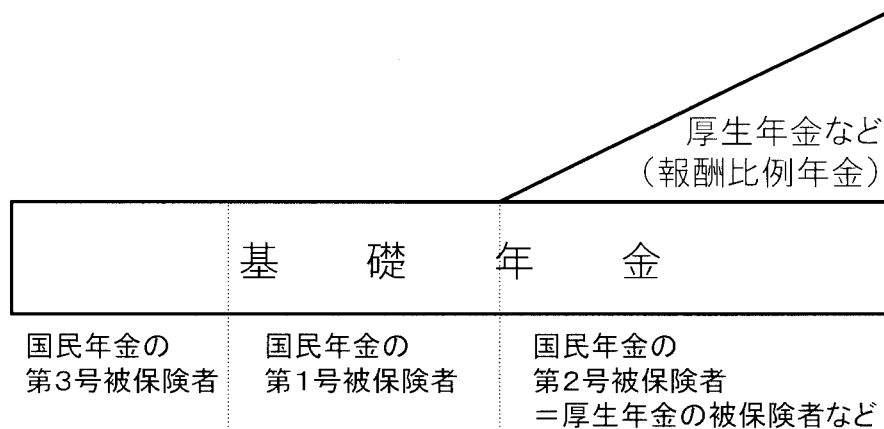 厚生年金など
（報酬比例年金）
基礎年金
国民年金の
第3号被保険者
国民年金の
第1号被保険者
国民年金の
第2号被保険者
＝厚生年金の被保険者など